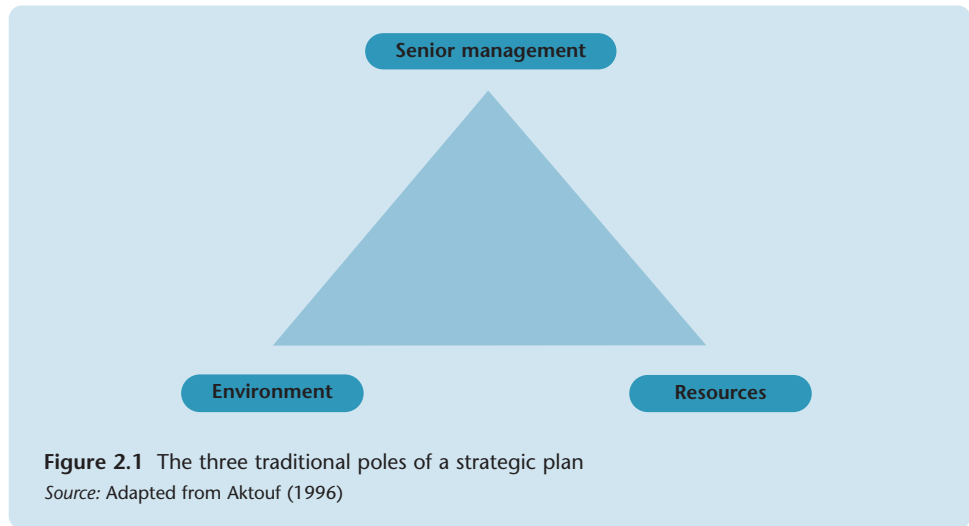 Senior management
Environment
Resources
Figure 2.1 The three traditional poles of a strategic plan
Source: Adapted from Aktouf (1996)